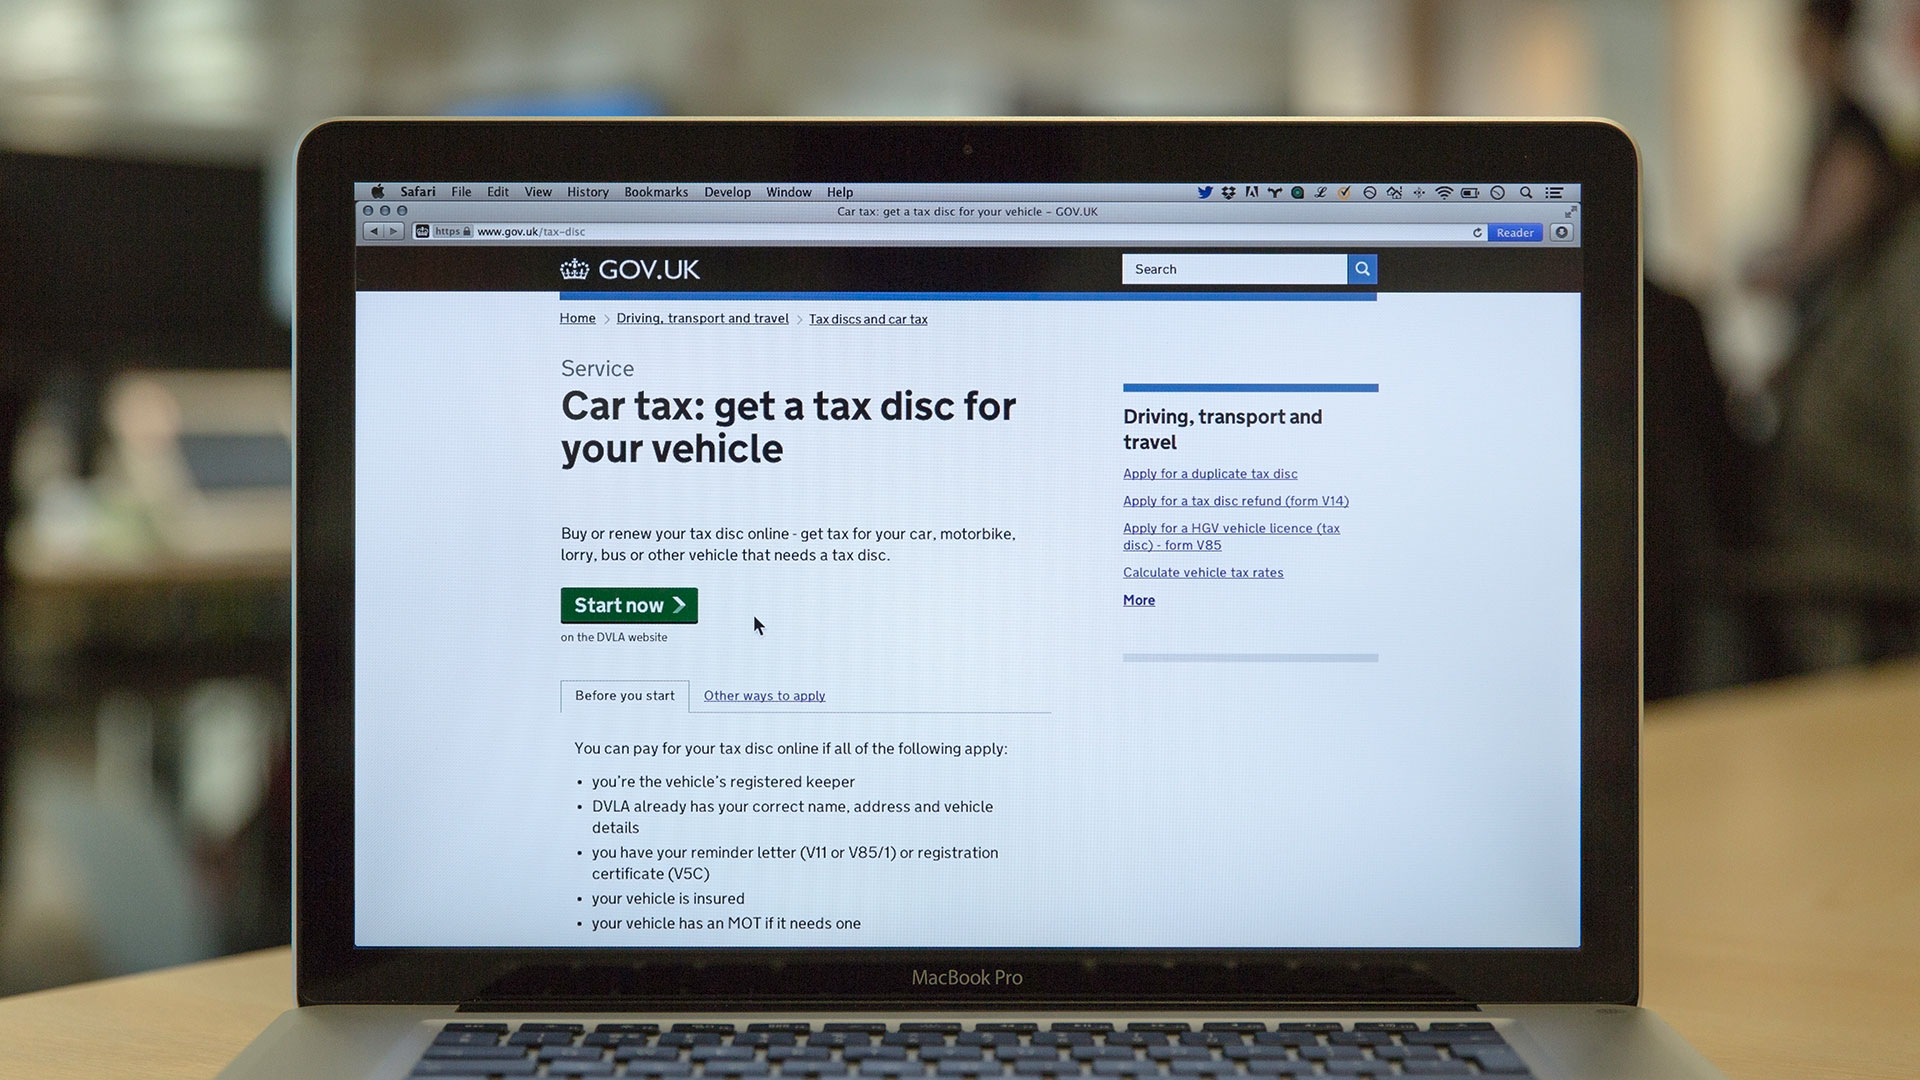 Safari File Edit View History Bookmarks Develop Window Help
Car tax: get a tax disc for your vehicle – GOV.UK
https www.gov.uk/tax-disc
Reader
GOV.UK
Search
Home > Driving, transport and travel > Tax discs and car tax
Service
Car tax: get a tax disc for
your vehicle
Buy or renew your tax disc online - get tax for your car, motorbike,
lorry, bus or other vehicle that needs a tax disc.
Start now
on the DVLA website
Before you start
Other ways to apply
You can pay for your tax disc online if all of the following apply:
• you’re the vehicle’s registered keeper
• DVLA already has your correct name, address and vehicle
details
• you have your reminder letter (V11 or V85/1) or registration
certificate (V5C)
• your vehicle is insured
• your vehicle has an MOT if it needs one
Driving, transport and
travel
Apply for a duplicate tax disc
Apply for a tax disc refund (form V14)
Apply for a HGV vehicle licence (tax
disc) - form V85
Calculate vehicle tax rates
More
MacBook Pro